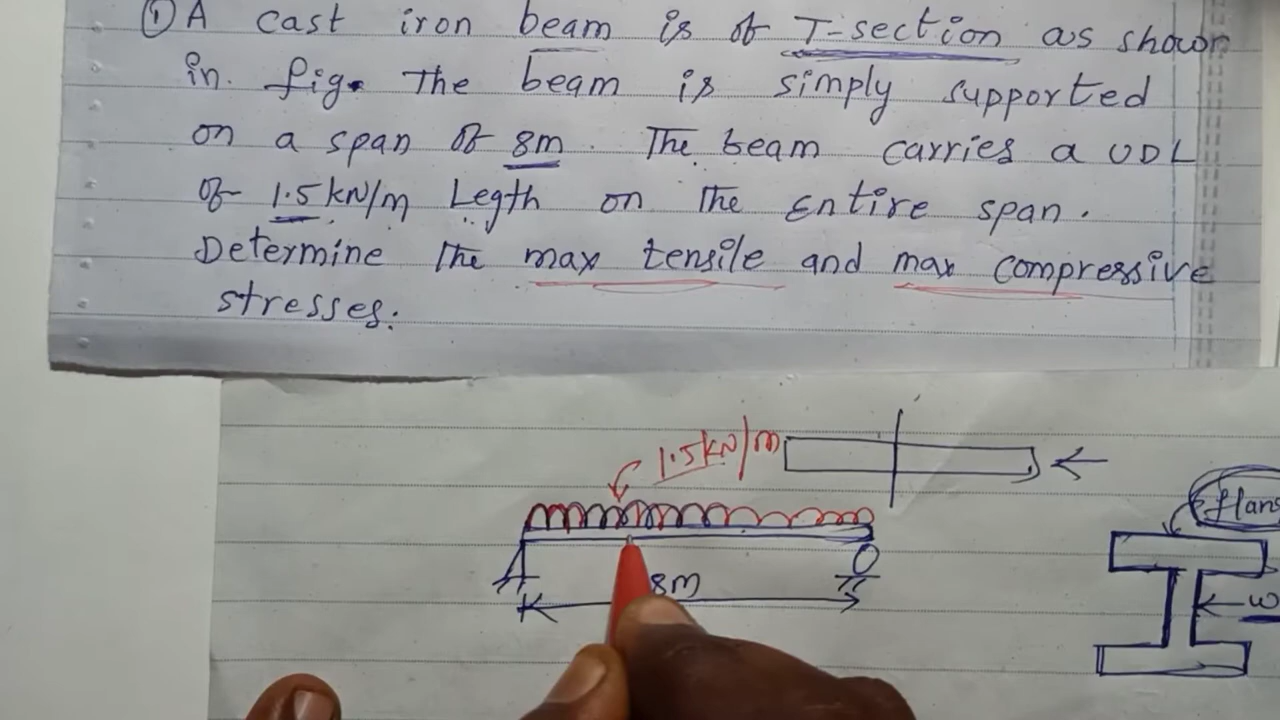 ① A cast iron beam is of T-section as shown
in. fig. The beam is simply supported
on a span of 8m. The beam carries a UDL
of 1.5kN/m Legth on the entire span.
Determine the max tensile and max compressive
stresses.
1.5kN/m
8m